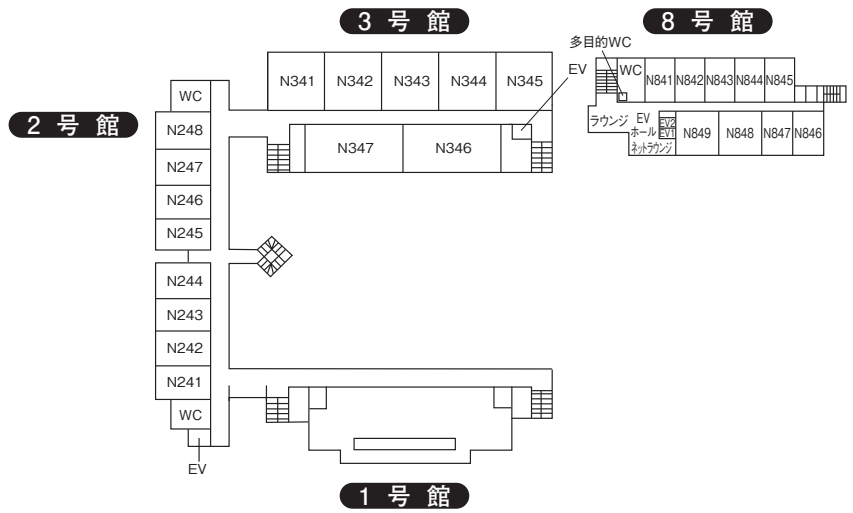 3 号 館
N341 N342 N343 N344 N345
EV
N347 N346
2 号 館
WC
N248
N247
N246
N245
N244
N243
N242
N241
WC
EV
1 号 館
8 号 館
多目的WC
WC N841 N842 N843 N844 N845
ラウンジ
EV
ホール
ネットラウンジ
EV2
EV1
N849 N848 N847 N846